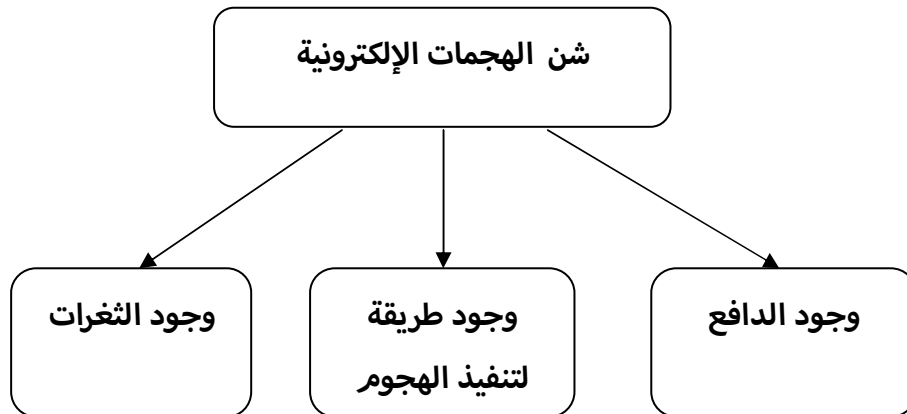 شن الهجمات الإلكترونية
وجود الدافع
وجود طريقة
لتنفيذ الهجوم
وجود الثغرات